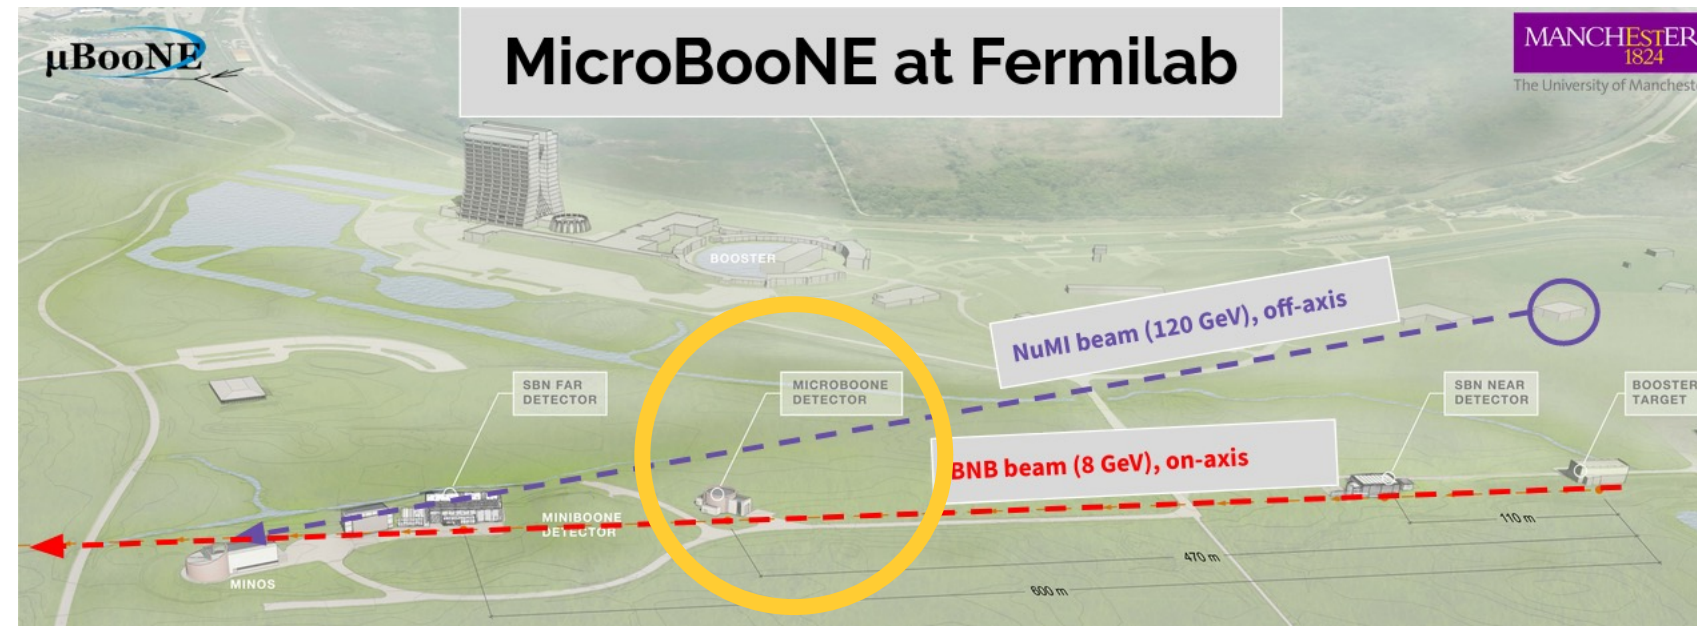 µBooNE
MicroBooNE at Fermilab
MANCHESTER
1824
The University of Manchest
BOOSTER
NuMI beam (120 GeV), off-axis
SBN FAR
DETECTOR
MICROBOONE
DETECTOR
SBN NEAR
DETECTOR
BOOSTER
TARGET
BNB beam (8 GeV), on-axis
MINIBOONE
DETECTOR
110 m
470 m
600 m
MINOS